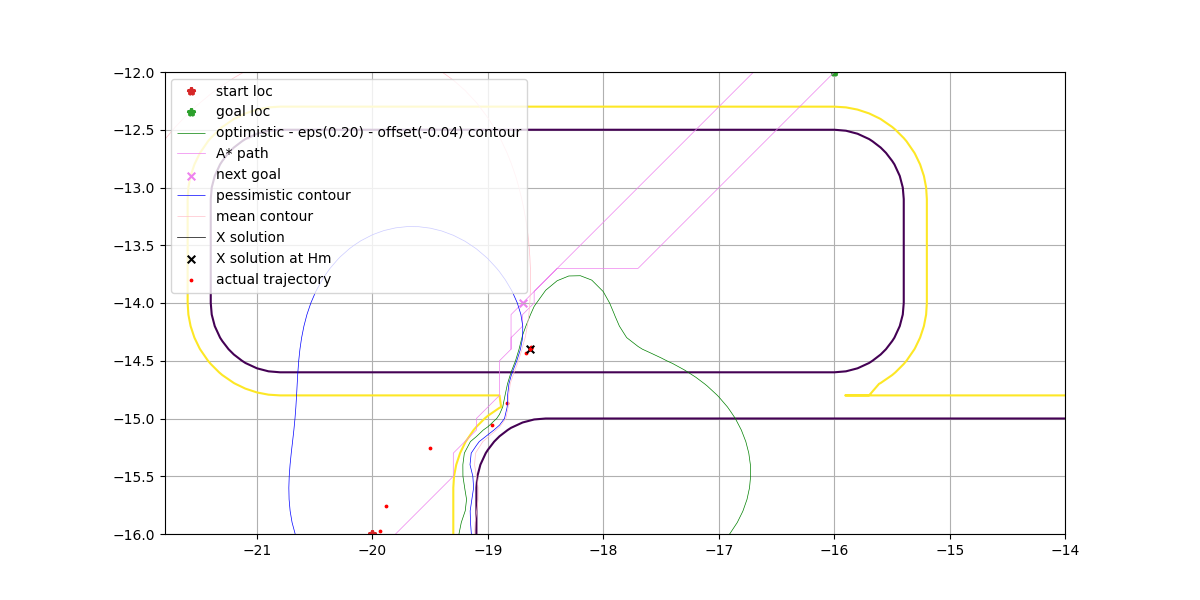 −12.0
−12.5
−13.0
−13.5
−14.0
−14.5
−15.0
−15.5
−16.0
start loc
goal loc
optimistic - eps(0.20) - offset(-0.04) contour
A* path
next goal
pessimistic contour
mean contour
X solution
X solution at Hm
actual trajectory
−21
−20
−19
−18
−17
−16
−15
−14